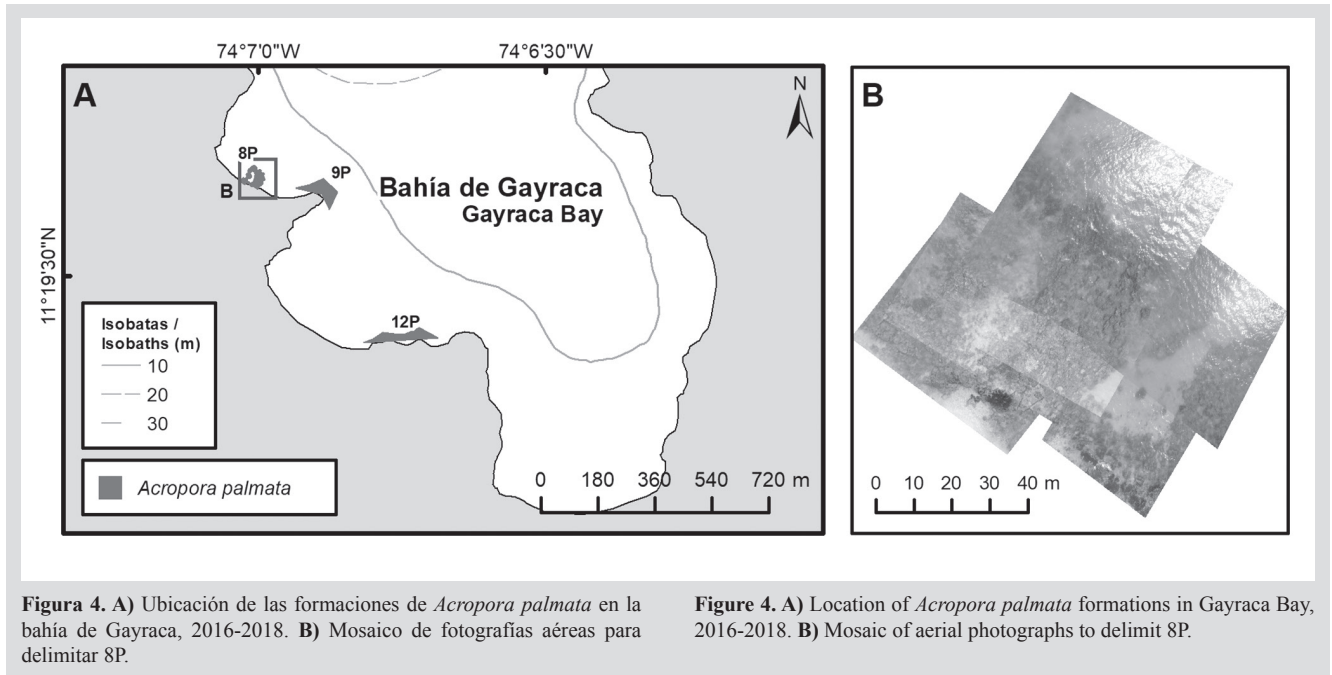 74°7'0"W
74°6'30"W
A
N
B
8P
9P
B
Bahía de Gayraca
Gayraca Bay
11°19'30"N
12P
Isobatas /
Isobaths (m)
10
20
30
Acropora palmata
0 180 360 540 720 m
0 10 20 30 40 m
Figura 4. A) Ubicación de las formaciones de Acropora palmata en la
bahía de Gayraca, 2016-2018. B) Mosaico de fotografías aéreas para
delimitar 8P.
Figure 4. A) Location of Acropora palmata formations in Gayraca Bay,
2016-2018. B) Mosaic of aerial photographs to delimit 8P.